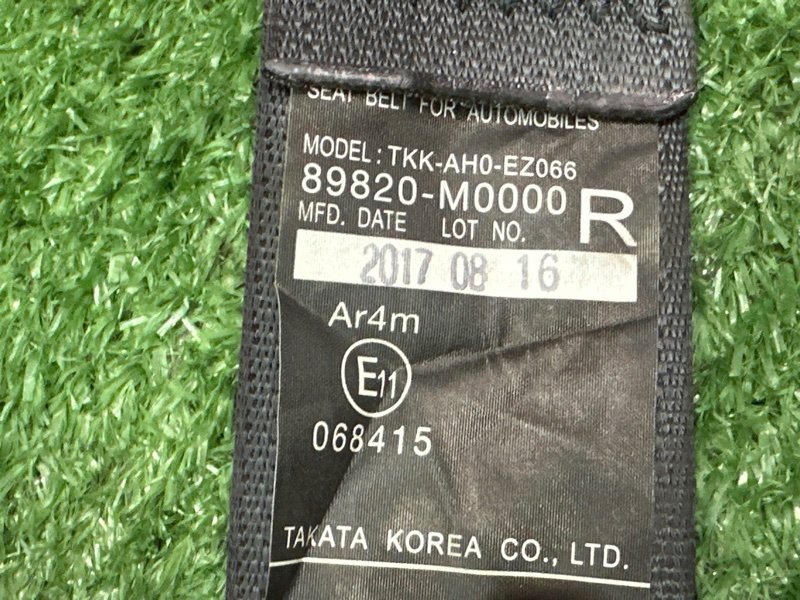 SEAT BELT FOR AUTOMOBILES
MODEL: TKK-AH0-EZ066
89820-M0000 R
MFD. DATE LOT NO.
2017 08 16
Ar4m
E11
068415
TAKATA KOREA CO., LTD.